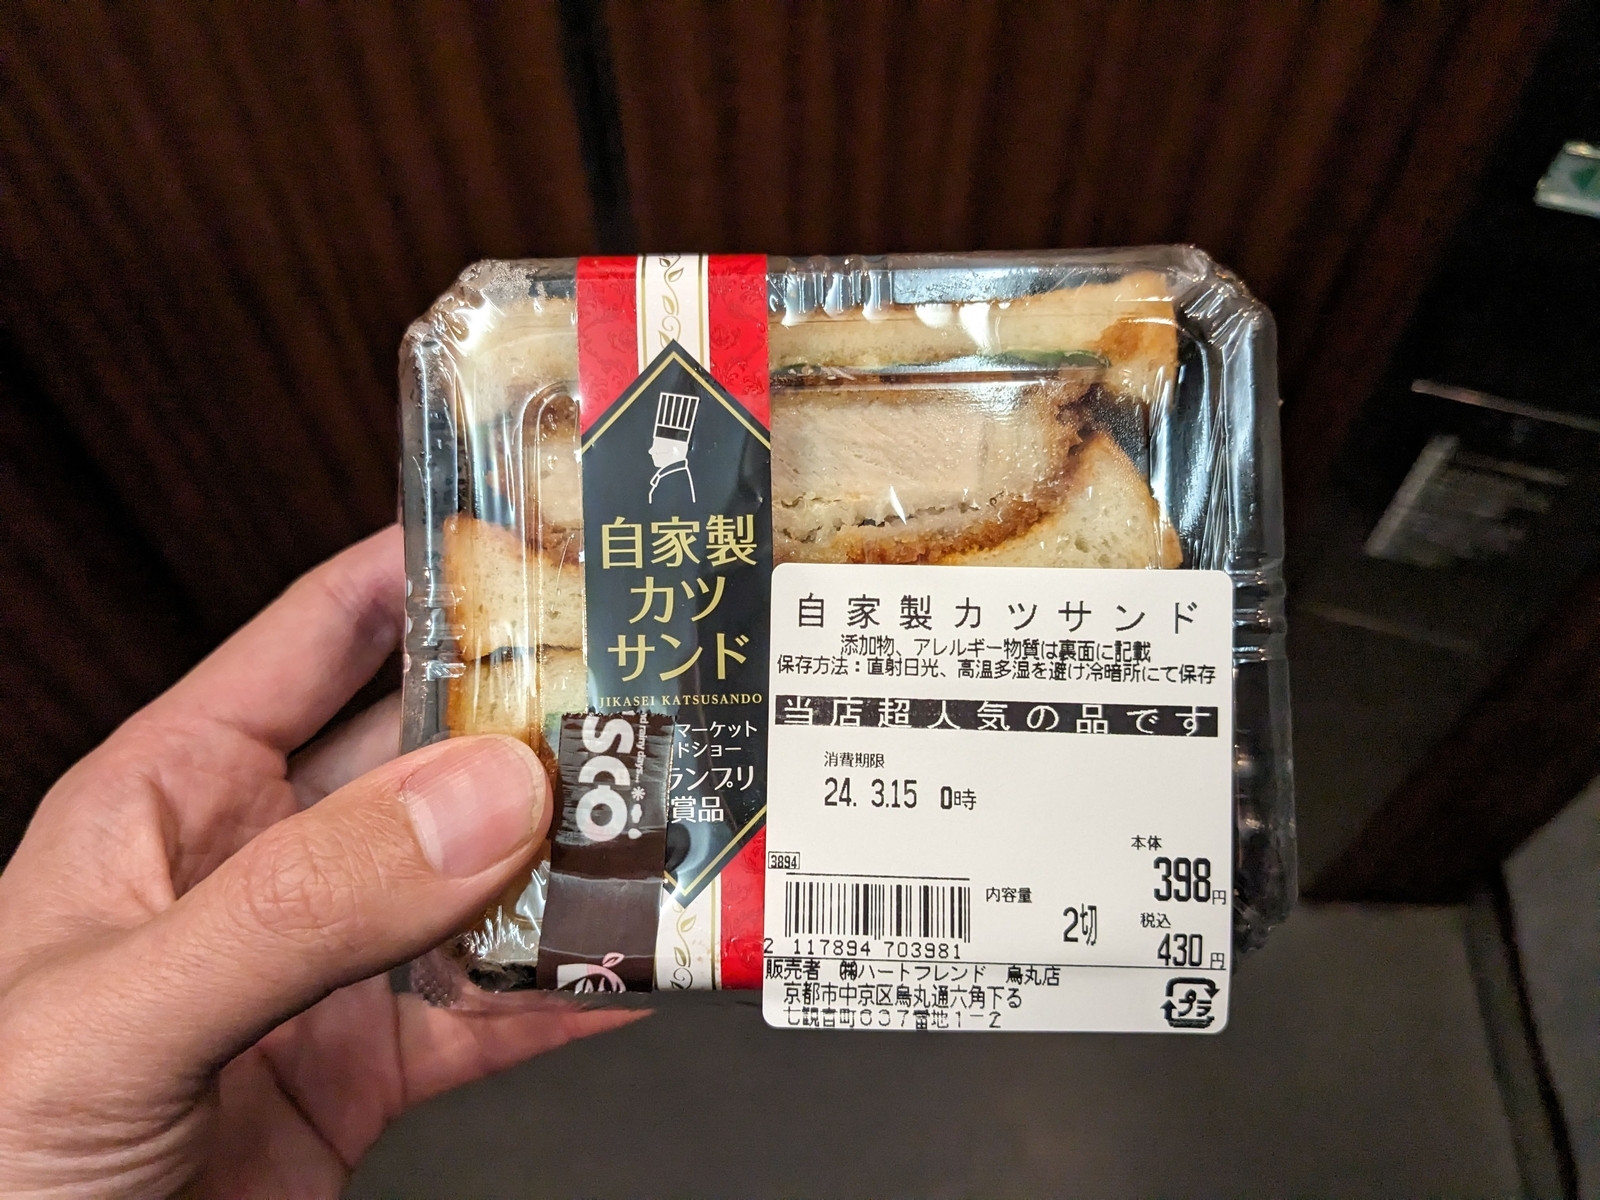 自家製
カツ
サンド
JIKASEI KATSUSANDO
マーケット
ドショー
ランプリ
賞品
sco
自家製カツサンド
添加物、アレルギー物質は裏面に記載
保存方法：直射日光、高温多湿を避け冷暗所にて保存
当店超人気の品です
消費期限
24. 3.15 0時
本体
398円
3894
内容量
2切
税込
430円
2 117894 703981
販売者 ㈱ハートフレンド 烏丸店
京都市中京区烏丸通六角下る
七観音町637番地1-2
プラ